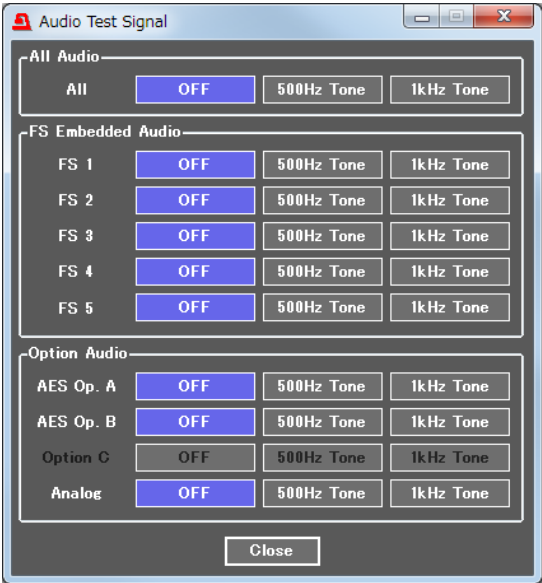 Audio Test Signal
All Audio
All OFF 500Hz Tone 1kHz Tone
FS Embedded Audio
FS 1 OFF 500Hz Tone 1kHz Tone
FS 2 OFF 500Hz Tone 1kHz Tone
FS 3 OFF 500Hz Tone 1kHz Tone
FS 4 OFF 500Hz Tone 1kHz Tone
FS 5 OFF 500Hz Tone 1kHz Tone
Option Audio
AES Op. A OFF 500Hz Tone 1kHz Tone
AES Op. B OFF 500Hz Tone 1kHz Tone
Option C OFF 500Hz Tone 1kHz Tone
Analog OFF 500Hz Tone 1kHz Tone
Close